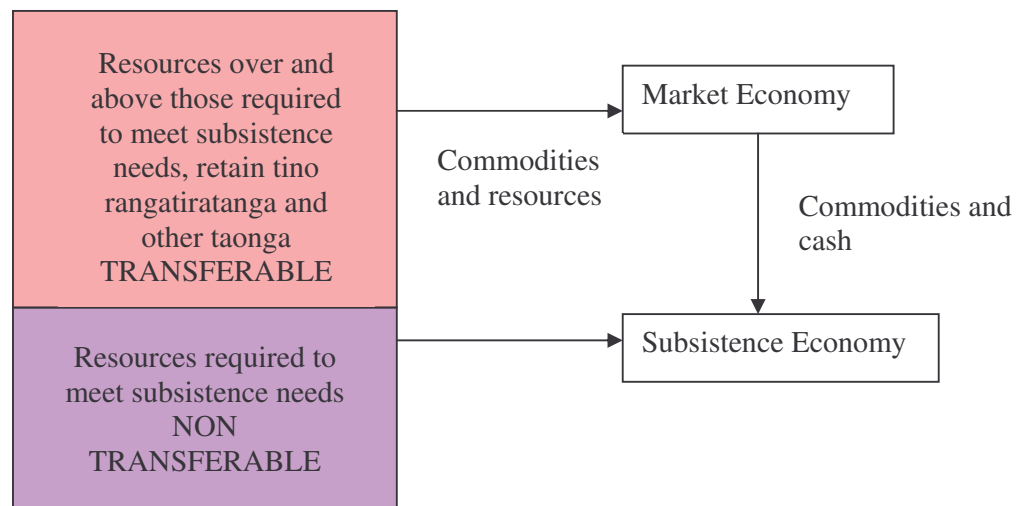 Resources over and
above those required
to meet subsistence
needs, retain tino
rangatiratanga and
other taonga
TRANSFERABLE
Market Economy
Commodities
and resources
Commodities and
cash
Resources required to
meet subsistence needs
NON
TRANSFERABLE
Subsistence Economy